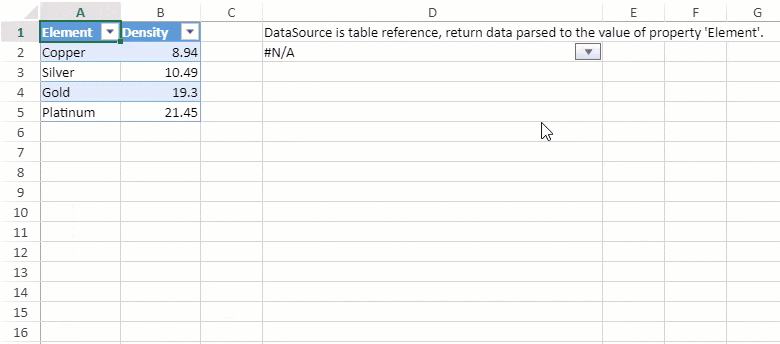 A B C D E F G
1 Element Density DataSource is table reference, return data parsed to the value of property 'Element'.
2 Copper 8.94 #N/A
3 Silver 10.49
4 Gold 19.3
5 Platinum 21.45
6
7
8
9
10
11
12
13
14
15
16